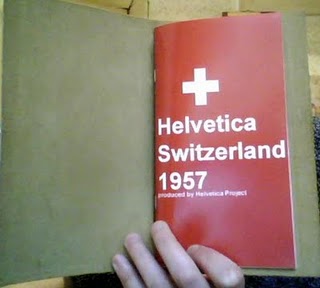 Helvetica
Switzerland
1957
produced by Helvetica Project